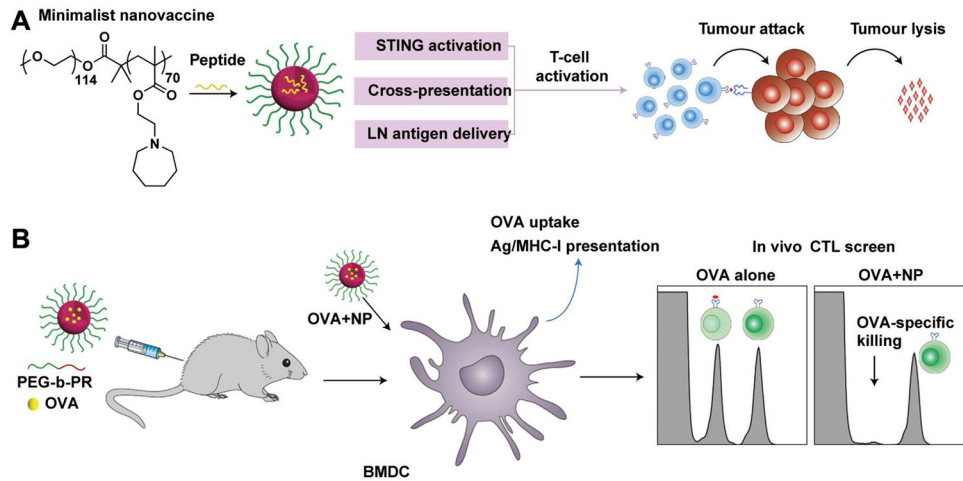 A
Minimalist nanovaccine
O
O
O
114
70
O
O
N
Peptide
STING activation
Cross-presentation
LN antigen delivery
T-cell
activation
Tumour attack
Tumour lysis
B
PEG-b-PR
OVA
OVA+NP
BMDC
OVA uptake
Ag/MHC-I presentation
In vivo CTL screen
OVA alone
OVA+NP
OVA-specific
killing